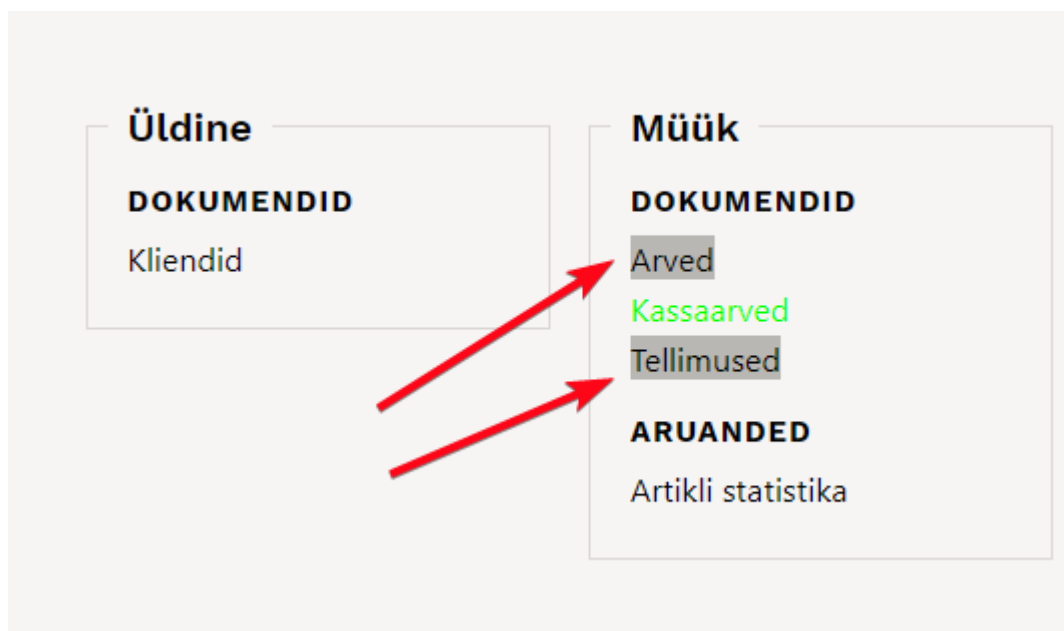 Üldine
DOKUMENDID
Kliendid
Müük
DOKUMENDID
Arved
Kassaarved
Tellimused
ARUANDED
Artikli statistika